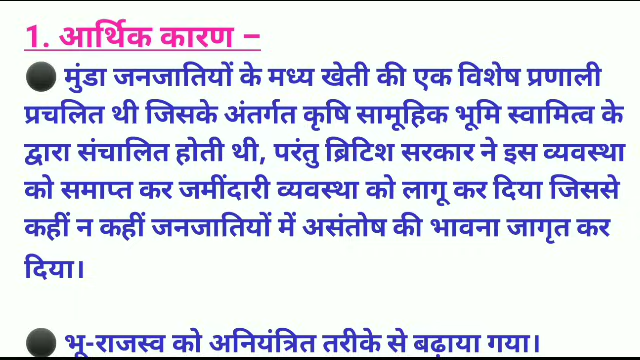 1. आर्थिक कारण –
● मुंडा जनजातियों के मध्य खेती की एक विशेष प्रणाली
प्रचलित थी जिसके अंतर्गत कृषि सामूहिक भूमि स्वामित्व के
द्वारा संचालित होती थी, परंतु ब्रिटिश सरकार ने इस व्यवस्था
को समाप्त कर जमींदारी व्यवस्था को लागू कर दिया जिससे
कहीं न कहीं जनजातियों में असंतोष की भावना जागृत कर
दिया।
● भू-राजस्व को अनियंत्रित तरीके से बढ़ाया गया।